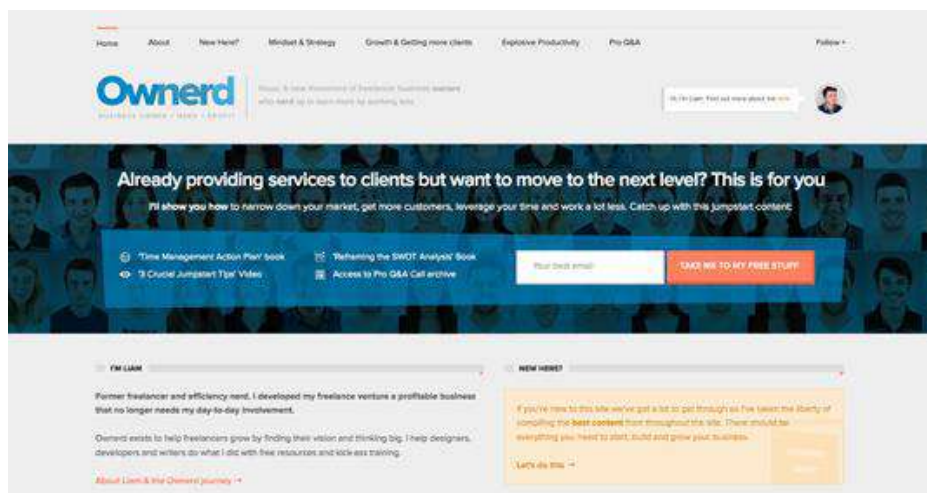 Home About New Here? Mindset & Strategy Growth & Getting more clients Explosive Productivity Pro Q&A Follow
Ownerd
Hi, I'm Liam. Find out more about me
Already providing services to clients but want to move to the next level? This is for you
I'll show you how to narrow down your market, get more customers, leverage your time and work a lot less. Catch up with this jumpstart content:
'Time Management Action Plan' book
'Reframing the SWOT Analysis' Book
'3 Crucial Jumpstart Tips' Video
Access to Pro Q&A Call archive
Your best email
TAKE ME TO MY FREE STUFF
I'M LIAM
Former freelancer and efficiency nerd. I developed my freelance venture a profitable business
that no longer needs my day-to-day involvement.
Ownerd exists to help freelancers grow by finding their vision and thinking big. I help designers,
developers and writers do what I did with free resources and kick-ass training.
About Liam & the Ownerd journey →
NEW HERE?
If you're new to this site we've got a lot to get through so I've taken the liberty of
compiling the best content from throughout the site. There should be
everything you need to start, build and grow your business.
Let's do this →